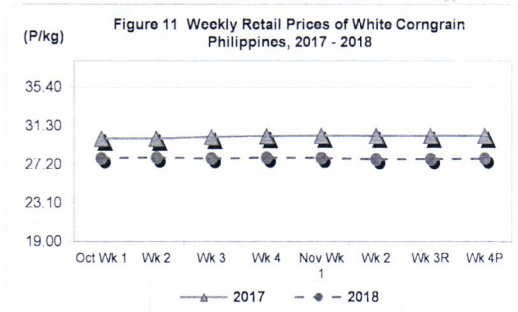 Figure 11 Weekly Retail Prices of White Corngrain
Philippines, 2017 - 2018
(P/kg)
35.40
31.30
27.20
23.10
19.00
Oct Wk 1 Wk 2 Wk 3 Wk 4 Nov Wk 1 Wk 2 Wk 3R Wk 4P
2017 2018